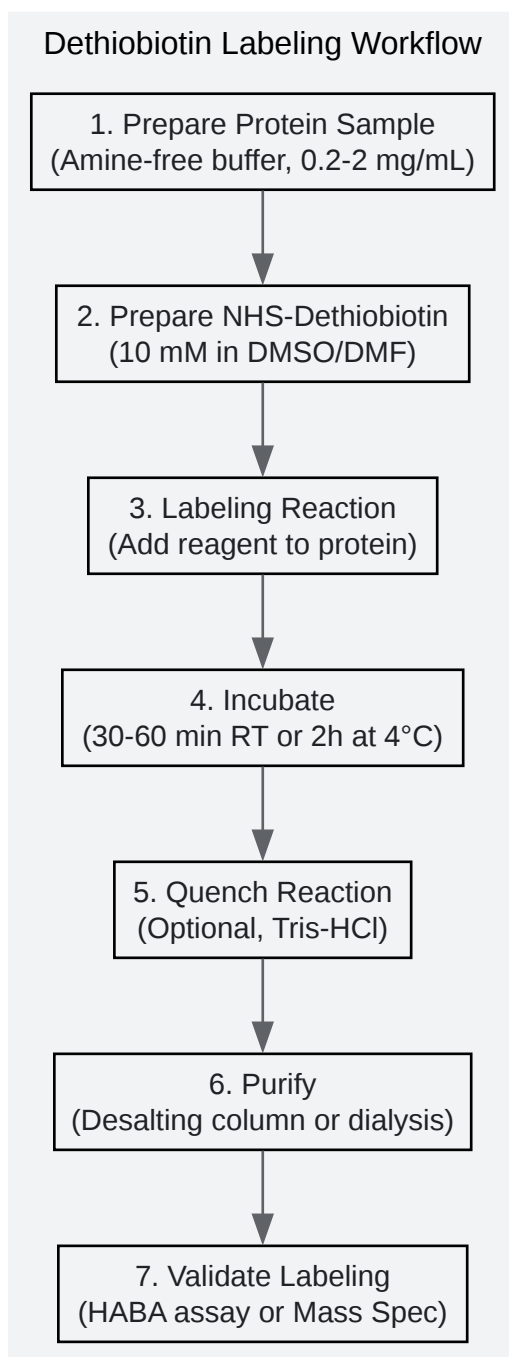 Dethiobiotin Labeling Workflow
1. Prepare Protein Sample
(Amine-free buffer, 0.2-2 mg/mL)
2. Prepare NHS-Dethiobiotin
(10 mM in DMSO/DMF)
3. Labeling Reaction
(Add reagent to protein)
4. Incubate
(30-60 min RT or 2h at 4°C)
5. Quench Reaction
(Optional, Tris-HCl)
6. Purify
(Desalting column or dialysis)
7. Validate Labeling
(HABA assay or Mass Spec)